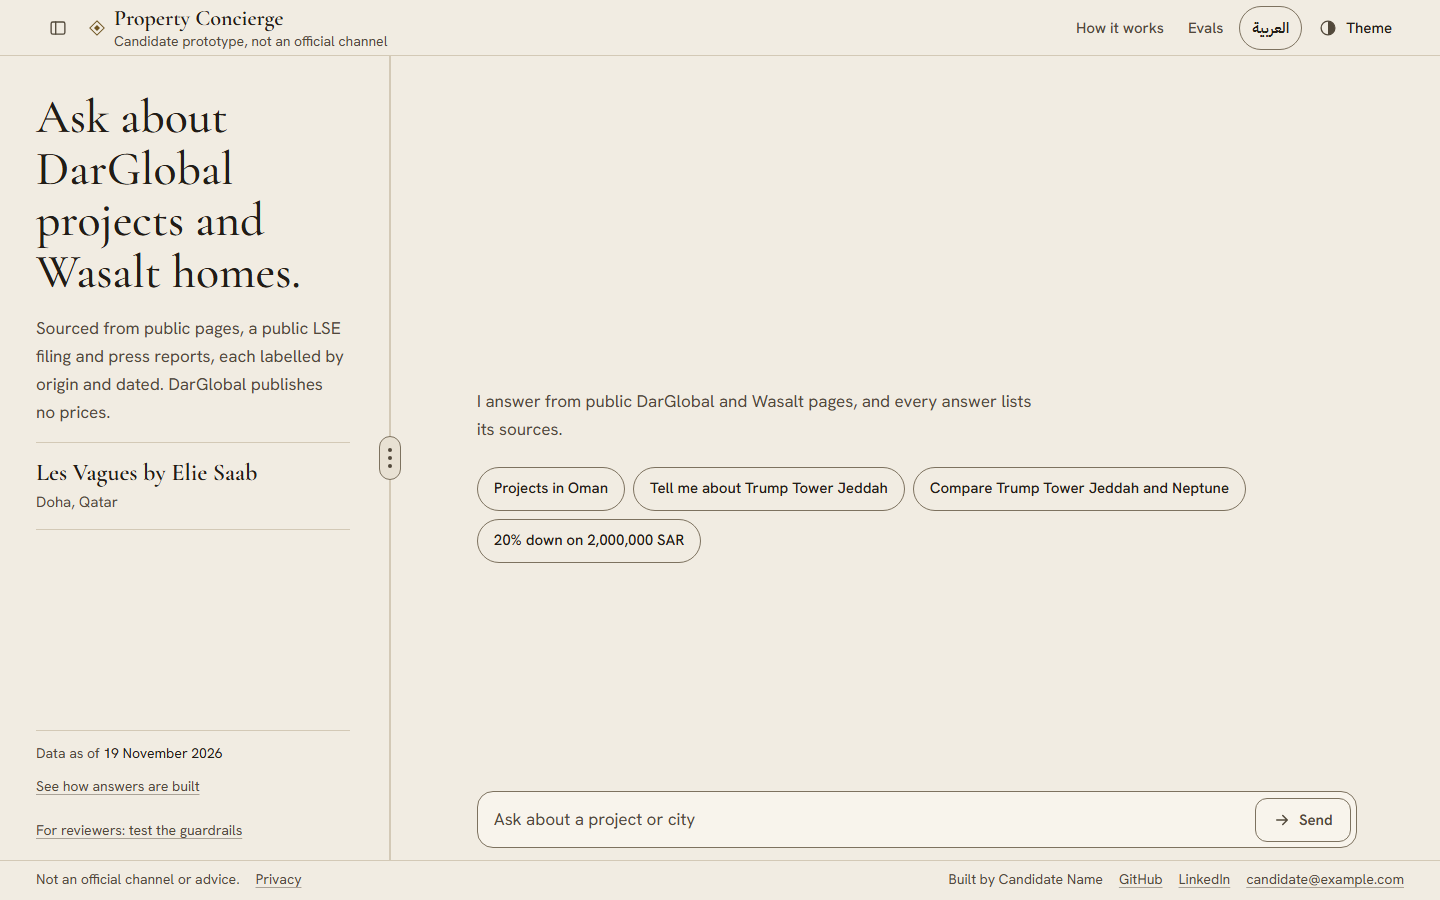 Property Concierge
Candidate prototype, not an official channel
How it works
Evals
العربية
Theme
Ask about
DarGlobal
projects and
Wasalt homes.
Sourced from public pages, a public LSE
filing and press reports, each labelled by
origin and dated. DarGlobal publishes
no prices.
Les Vagues by Elie Saab
Doha, Qatar
Data as of 19 November 2026
See how answers are built
For reviewers: test the guardrails
I answer from public DarGlobal and Wasalt pages, and every answer lists
its sources.
Projects in Oman
Tell me about Trump Tower Jeddah
Compare Trump Tower Jeddah and Neptune
20% down on 2,000,000 SAR
Ask about a project or city
Send
Not an official channel or advice.
Privacy
Built by Candidate Name
GitHub
LinkedIn
candidate@example.com